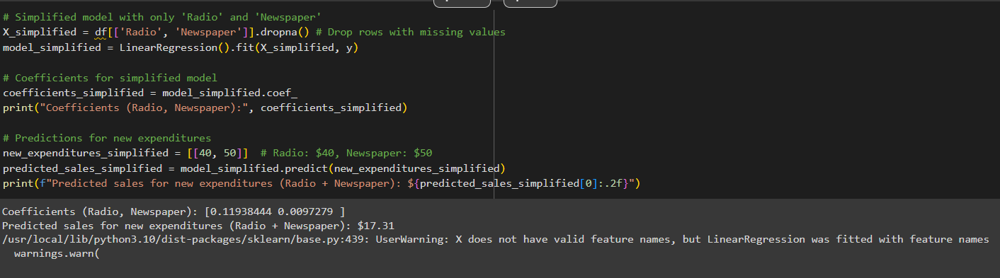 # Simplified model with only 'Radio' and 'Newspaper'
X_simplified = df[['Radio', 'Newspaper']].dropna() # Drop rows with missing values
model_simplified = LinearRegression().fit(X_simplified, y)
# Coefficients for simplified model
coefficients_simplified = model_simplified.coef_
print("Coefficients (Radio, Newspaper):", coefficients_simplified)
# Predictions for new expenditures
new_expenditures_simplified = [[40, 50]]  # Radio: $40, Newspaper: $50
predicted_sales_simplified = model_simplified.predict(new_expenditures_simplified)
print(f"Predicted sales for new expenditures (Radio + Newspaper): ${predicted_sales_simplified[0]:.2f}")
Coefficients (Radio, Newspaper): [0.11938444 0.0097279 ]
Predicted sales for new expenditures (Radio + Newspaper): $17.31
/usr/local/lib/python3.10/dist-packages/sklearn/base.py:439: UserWarning: X does not have valid feature names, but LinearRegression was fitted with feature names
  warnings.warn(